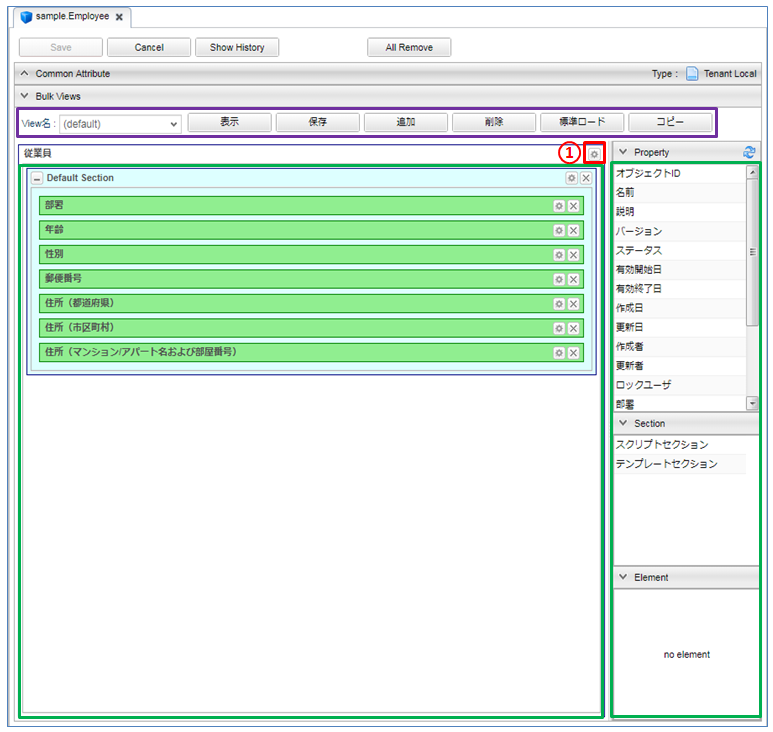 sample.Employee
Save Cancel Show History All Remove
Common Attribute Type : Tenant Local
Bulk Views
View名 : (default) 表示 保存 追加 削除 標準ロード コピー
従業員 ①
Property
Default Section
部署
年齢
性別
郵便番号
住所（都道府県）
住所（市区町村）
住所（マンション/アパート名および部屋番号）
オブジェクトID
名前
説明
バージョン
ステータス
有効開始日
有効終了日
作成日
更新日
作成者
更新者
ロックユーザ
部署
Section
スクリプトセクション
テンプレートセクション
Element
no element